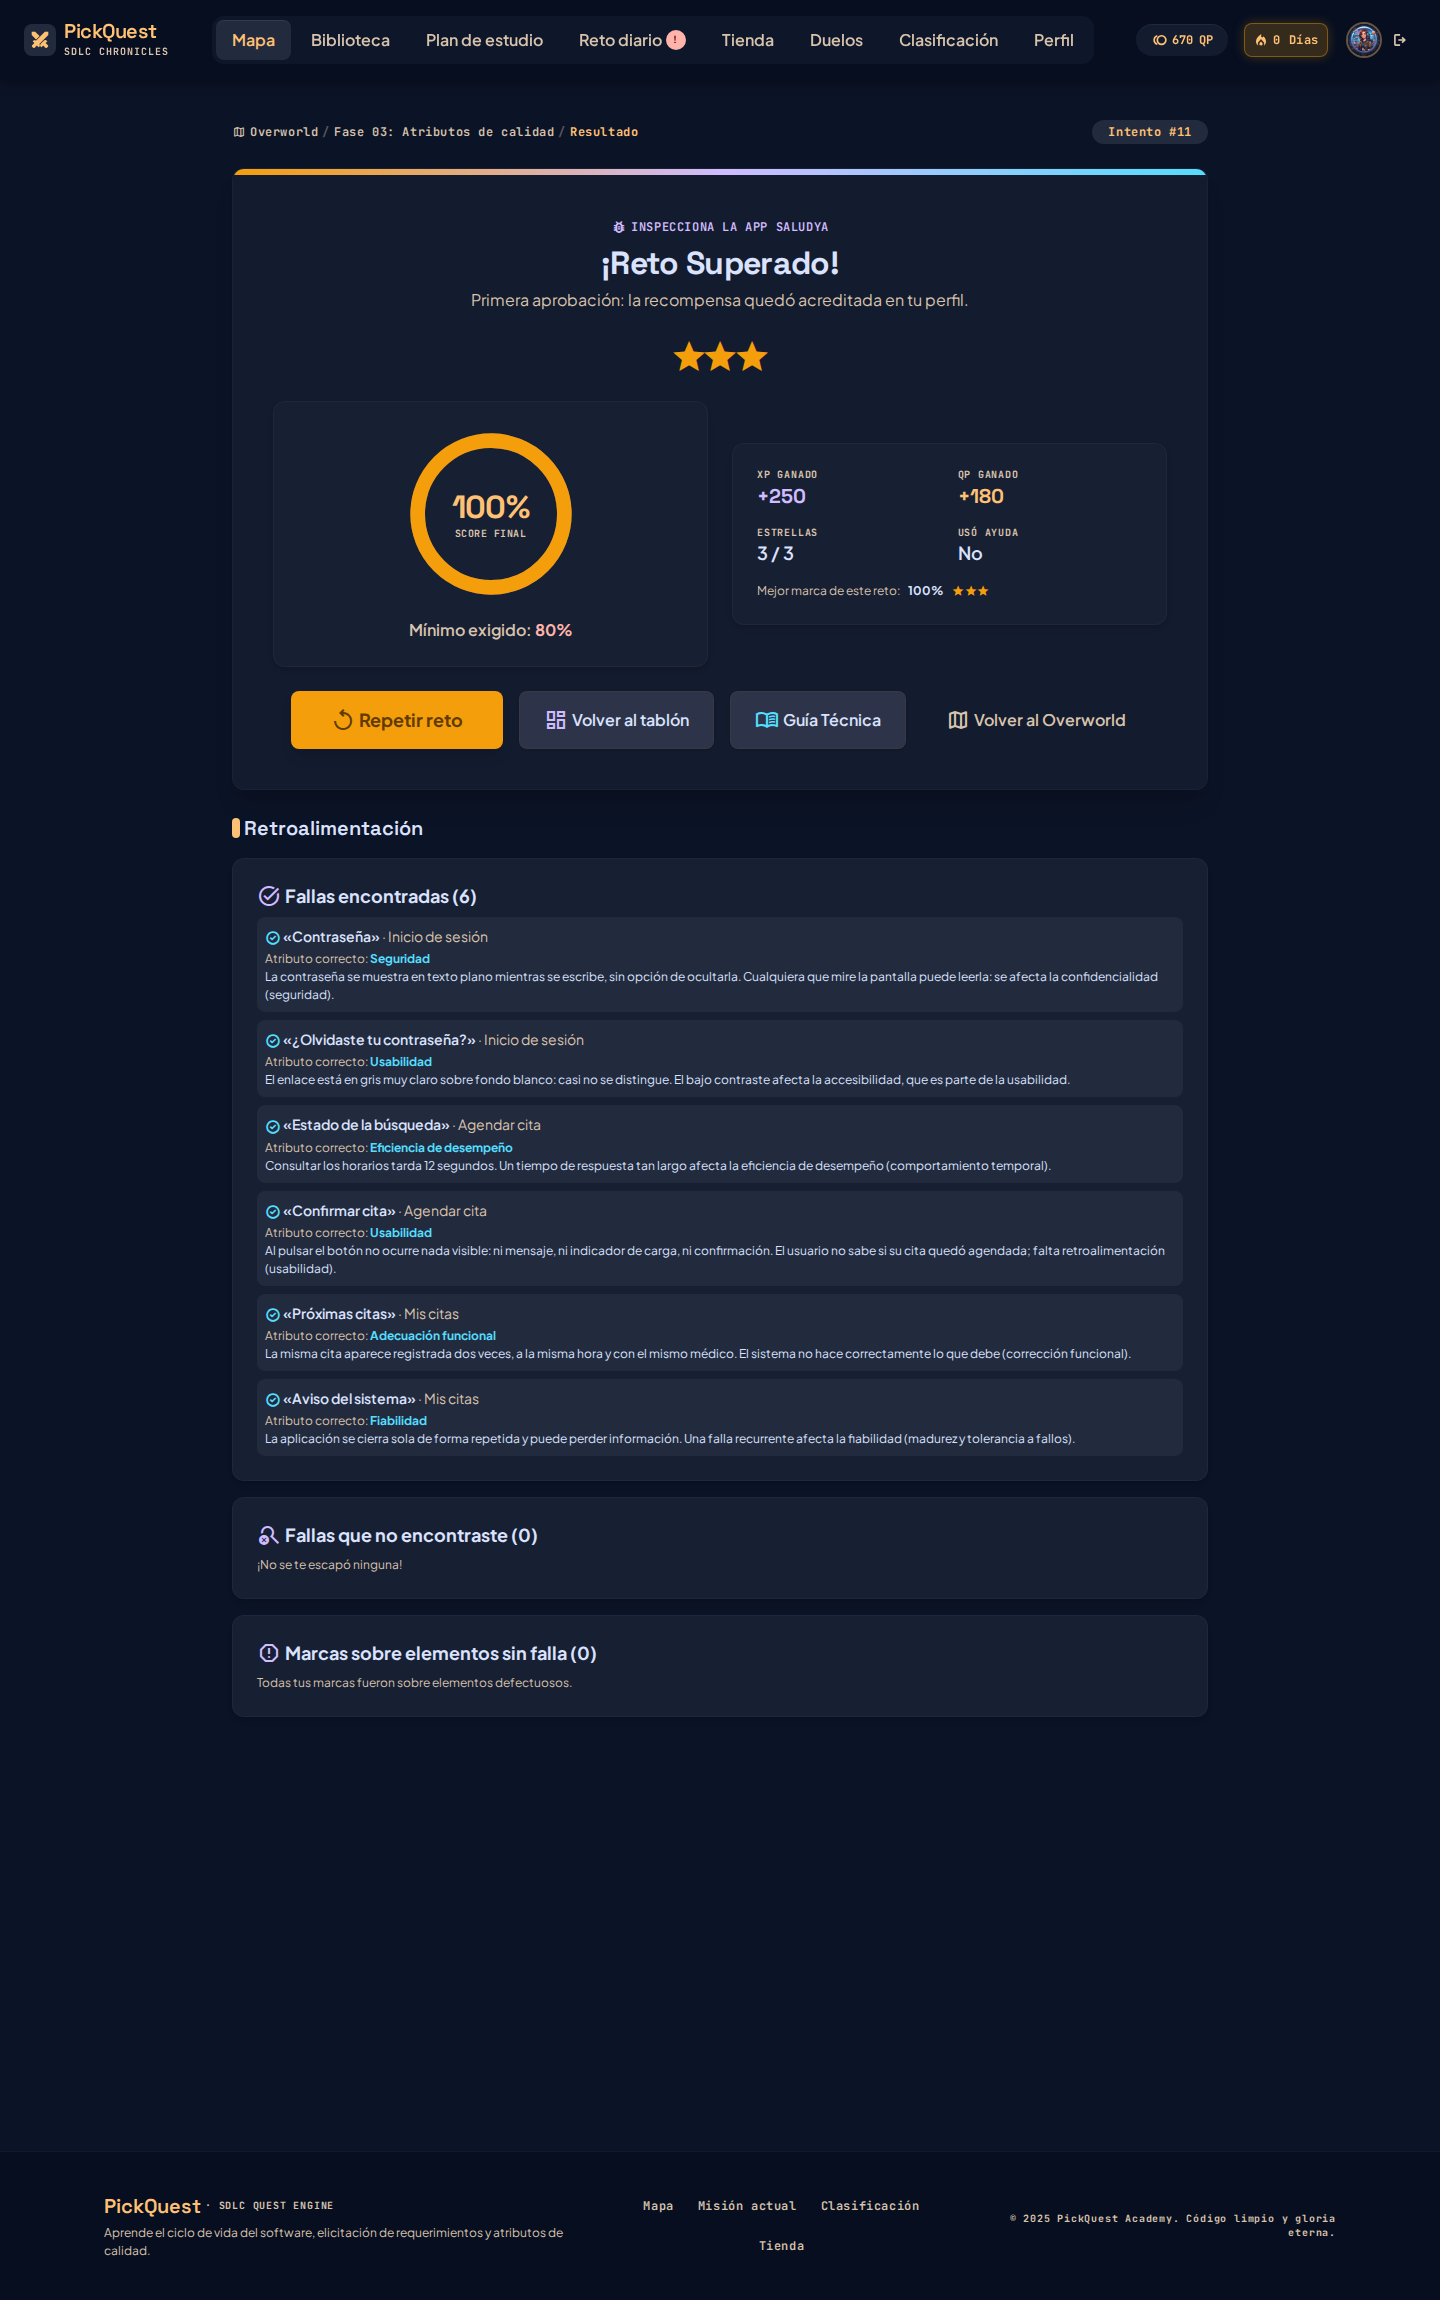 PickQuest
SDLC CHRONICLES
Mapa
Biblioteca
Plan de estudio
Reto diario !
Tienda
Duelos
Clasificación
Perfil
670 QP
0 Días
Overworld / Fase 03: Atributos de calidad / Resultado
Intento #11
INSPECCIONA LA APP SALUDYA
¡Reto Superado!
Primera aprobación: la recompensa quedó acreditada en tu perfil.
100%
SCORE FINAL
Mínimo exigido: 80%
XP GANADO
+250
QP GANADO
+180
ESTRELLAS
3 / 3
USÓ AYUDA
No
Mejor marca de este reto: 100%
Repetir reto
Volver al tablón
Guía Técnica
Volver al Overworld
Retroalimentación
Fallas encontradas (6)
«Contraseña» · Inicio de sesión
Atributo correcto: Seguridad
La contraseña se muestra en texto plano mientras se escribe, sin opción de ocultarla. Cualquiera que mire la pantalla puede leerla: se afecta la confidencialidad
(seguridad).
«¿Olvidaste tu contraseña?» · Inicio de sesión
Atributo correcto: Usabilidad
El enlace está en gris muy claro sobre fondo blanco: casi no se distingue. El bajo contraste afecta la accesibilidad, que es parte de la usabilidad.
«Estado de la búsqueda» · Agendar cita
Atributo correcto: Eficiencia de desempeño
Consultar los horarios tarda 12 segundos. Un tiempo de respuesta tan largo afecta la eficiencia de desempeño (comportamiento temporal).
«Confirmar cita» · Agendar cita
Atributo correcto: Usabilidad
Al pulsar el botón no ocurre nada visible: ni mensaje, ni indicador de carga, ni confirmación. El usuario no sabe si su cita quedó agendada; falta retroalimentación
(usabilidad).
«Próximas citas» · Mis citas
Atributo correcto: Adecuación funcional
La misma cita aparece registrada dos veces, a la misma hora y con el mismo médico. El sistema no hace correctamente lo que debe (corrección funcional).
«Aviso del sistema» · Mis citas
Atributo correcto: Fiabilidad
La aplicación se cierra sola de forma repetida y puede perder información. Una falla recurrente afecta la fiabilidad (madurez y tolerancia a fallos).
Fallas que no encontraste (0)
¡No se te escapó ninguna!
Marcas sobre elementos sin falla (0)
Todas tus marcas fueron sobre elementos defectuosos.
PickQuest · SDLC QUEST ENGINE
Aprende el ciclo de vida del software, elicitación de requerimientos y atributos de
calidad.
Mapa
Misión actual
Clasificación
Tienda
© 2025 PickQuest Academy. Código limpio y gloria
eterna.